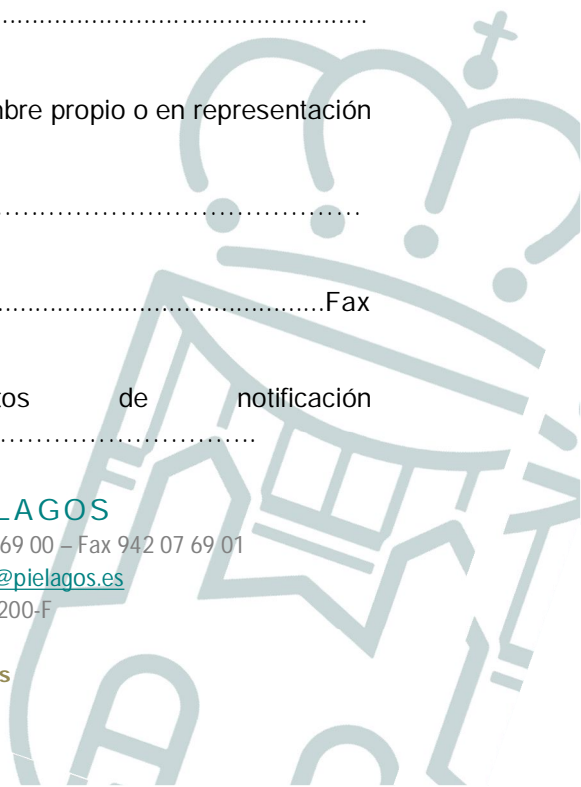 ................................................................
mbre propio o en representación
................................................
................................................Fax
tos de notificación
....................................
LAGOS
69 00 – Fax 942 07 69 01
@pielagos.es
200-F
s